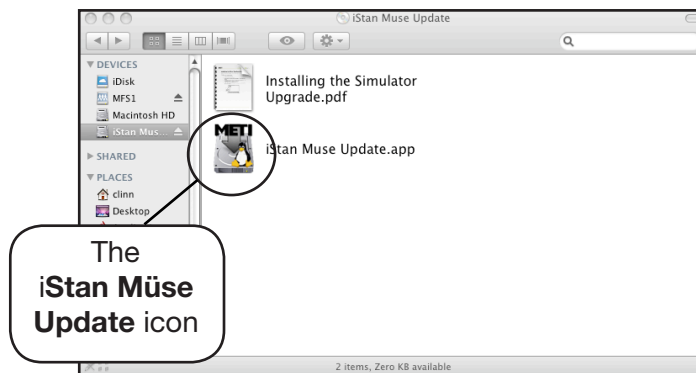 iStan Muse Update
DEVICES
iDisk
MFS1
Macintosh HD
iStan Mus...
SHARED
PLACES
clinn
Desktop
Installing the Simulator
Upgrade.pdf
METI
iStan Muse Update.app
The
iStan Müse
Update icon
2 items, Zero KB available